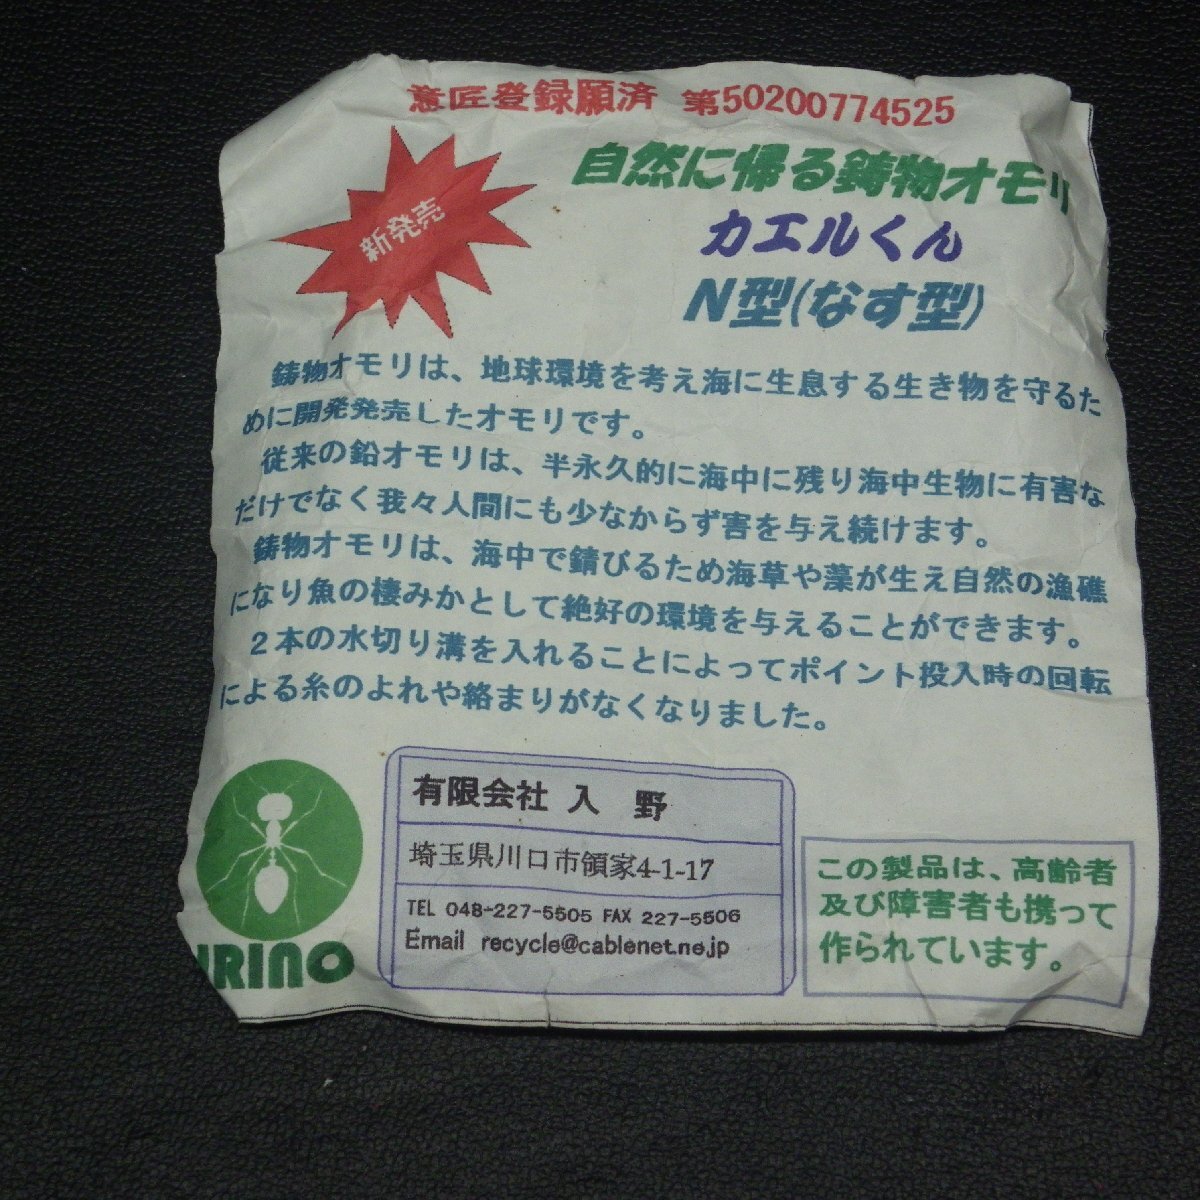 意匠登録願済 第50200774525
自然に帰る鋳物オモリ
新発売
カエルくん
N型(なす型)
鋳物オモリは、地球環境を考え海に生息する生き物を守るた
めに開発発売したオモリです。
従来の鉛オモリは、半永久的に海中に残り海中生物に有害な
だけでなく我々人間にも少なからず害を与え続けます。
鋳物オモリは、海中で錆びるため海草や藻が生え自然の漁礁
になり魚の棲みかとして絶好の環境を与えることができます。
2本の水切り溝を入れることによってポイント投入時の回転
による糸のよれや絡まりがなくなりました。
IRINO
有限会社 入 野
埼玉県川口市領家4-1-17
TEL 048-227-5505 FAX 227-5506
Email recycle@cablenet.ne.jp
この製品は、高齢者
及び障害者も携って
作られています。